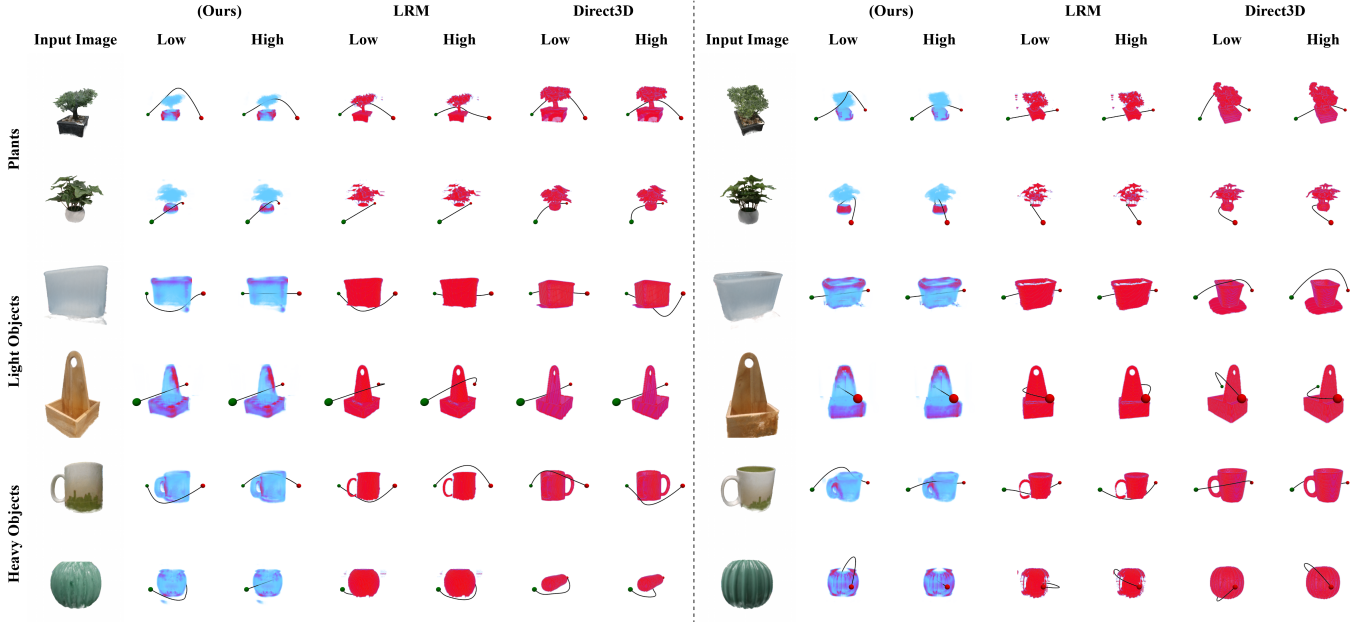 (Ours) LRM Direct3D (Ours) LRM Direct3D
Input Image Low High Low High Low High Input Image Low High Low High Low High
Plants
Light Objects
Heavy Objects